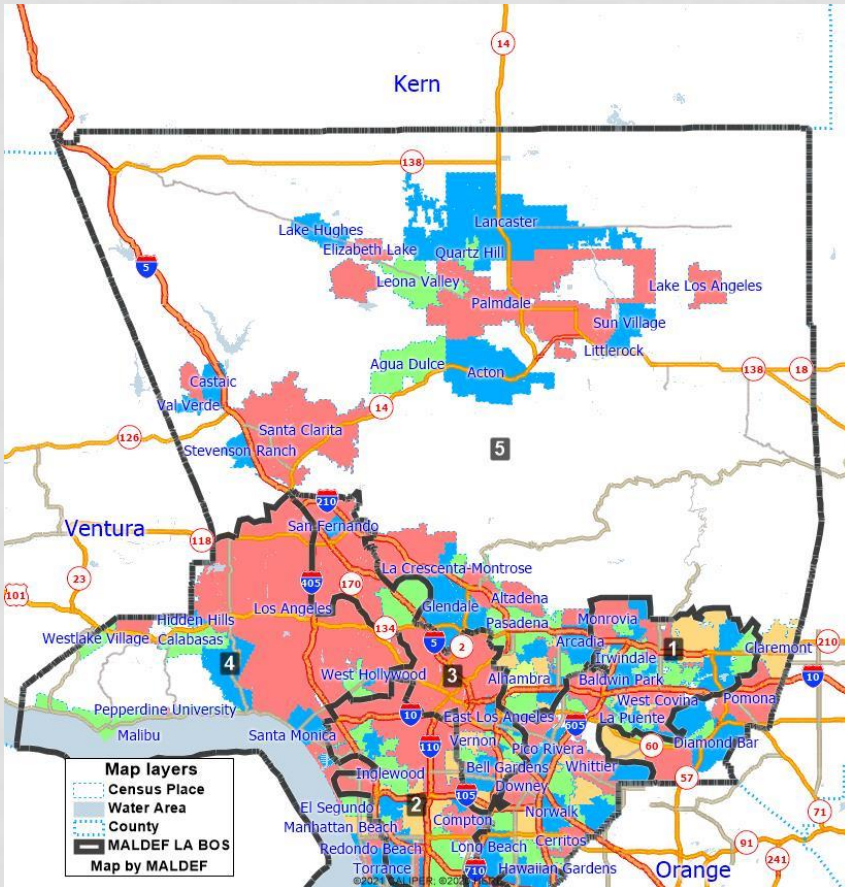 14
Kern
138
Lancaster
Lake Hughes
Elizabeth Lake
Quartz Hill
5
Leona Valley
Lake Los Angeles
Palmdale
Sun Village
Littlerock
Agua Dulce
Acton
138
18
Castaic
Val Verde
14
126
Santa Clarita
Stevenson Ranch
5
210
San Fernando
Ventura
118
La Crescenta-Montrose
23
405
170
101
Hidden Hills
Los Angeles
Glendale
Altadena
134
Pasadena
Monrovia
Westlake Village
Calabasas
5
2
Arcadia
1
Claremont
210
4
Irwindale
West Hollywood
3
Alhambra
Baldwin Park
10
Pepperdine University
West Covina
Pomona
Malibu
Santa Monica
10
East Los Angeles
605
La Puente
110
Vernon
Pico Rivera
60
Diamond Bar
Map layers
Census Place
Water Area
County
MALDEF LA BOS
Map by MALDEF
Inglewood
Bell Gardens
Whittier
57
Downey
105
El Segundo
2
Compton
Norwalk
71
Manhattan Beach
Redondo Beach
Long Beach
Cerritos
91
241
Torrance
710
Hawaiian Gardens
Orange